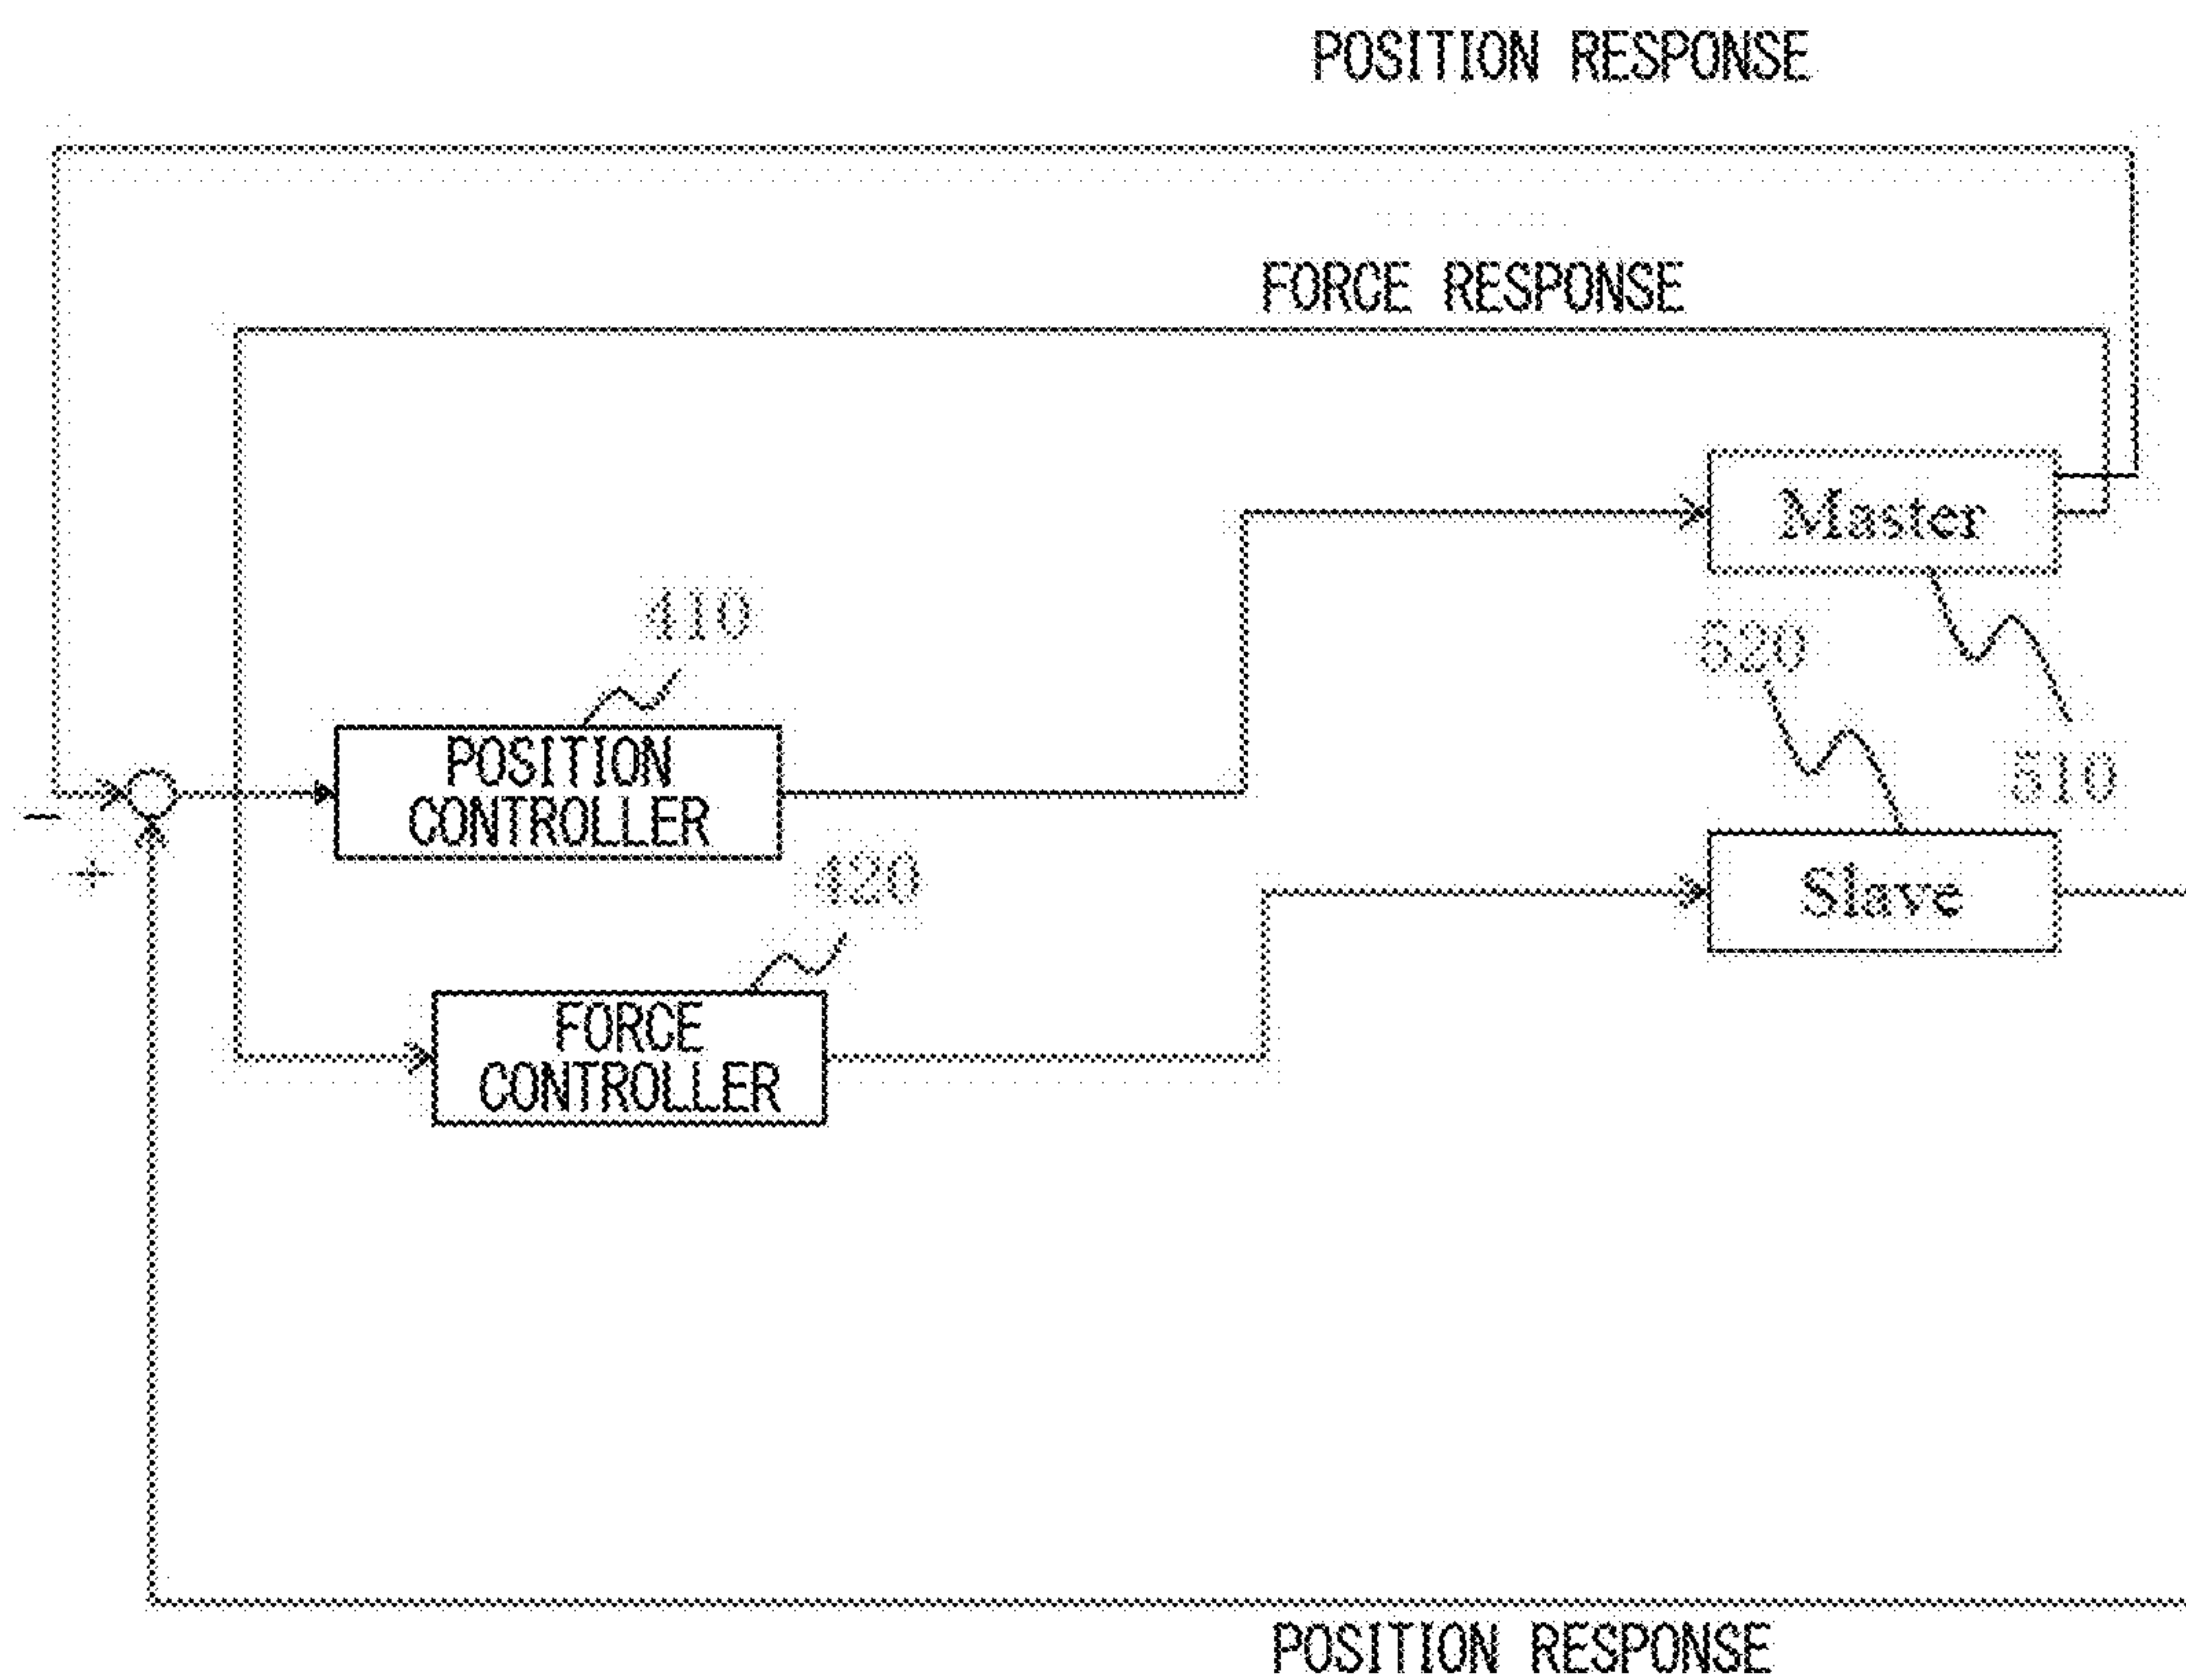 POSITION RESPONSE
FORCE RESPONSE
Master
410
520
510
POSITION
CONTROLLER
−
+
420
Slave
FORCE
CONTROLLER
POSITION RESPONSE